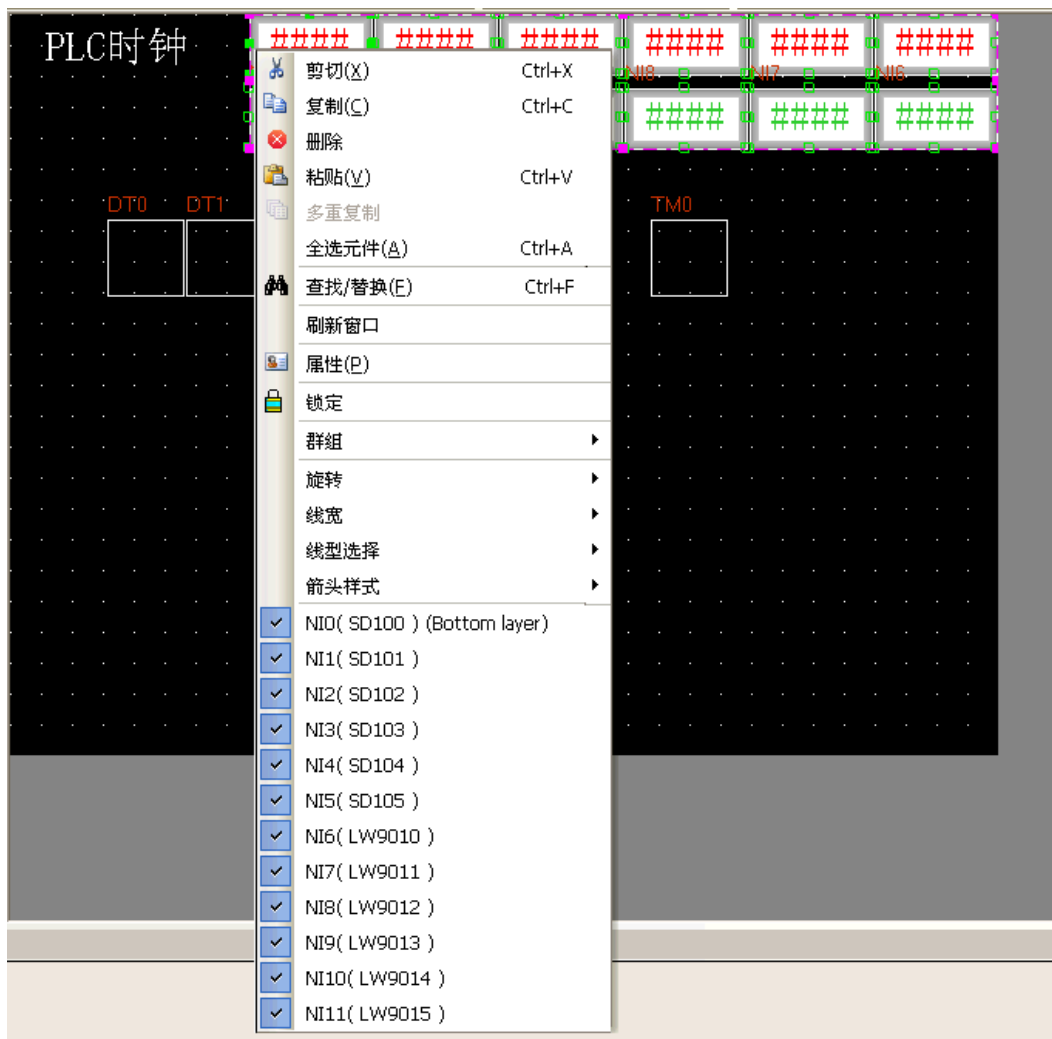 PLC时钟 #### #### #### #### #### ####
NI8 NI7 NI6
#### #### ####
DT0 DT1 TM0
剪切(X) Ctrl+X
复制(C) Ctrl+C
删除
粘贴(V) Ctrl+V
多重复制
全选元件(A) Ctrl+A
查找/替换(F) Ctrl+F
刷新窗口
属性(P)
锁定
群组
旋转
线宽
线型选择
箭头样式
NI0( SD100 ) (Bottom layer)
NI1( SD101 )
NI2( SD102 )
NI3( SD103 )
NI4( SD104 )
NI5( SD105 )
NI6( LW9010 )
NI7( LW9011 )
NI8( LW9012 )
NI9( LW9013 )
NI10( LW9014 )
NI11( LW9015 )